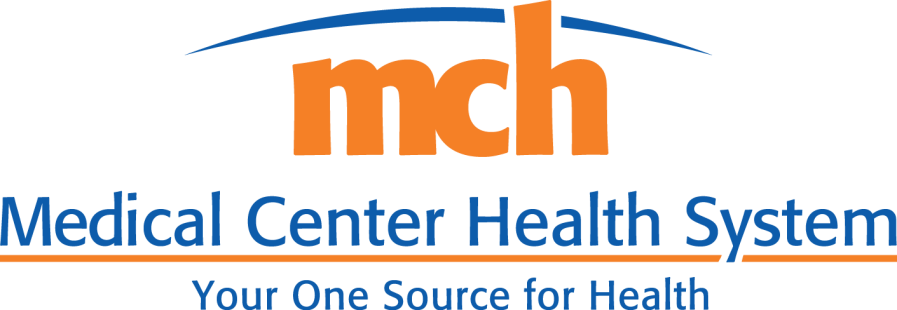 mch
Medical Center Health System
Your One Source for Health